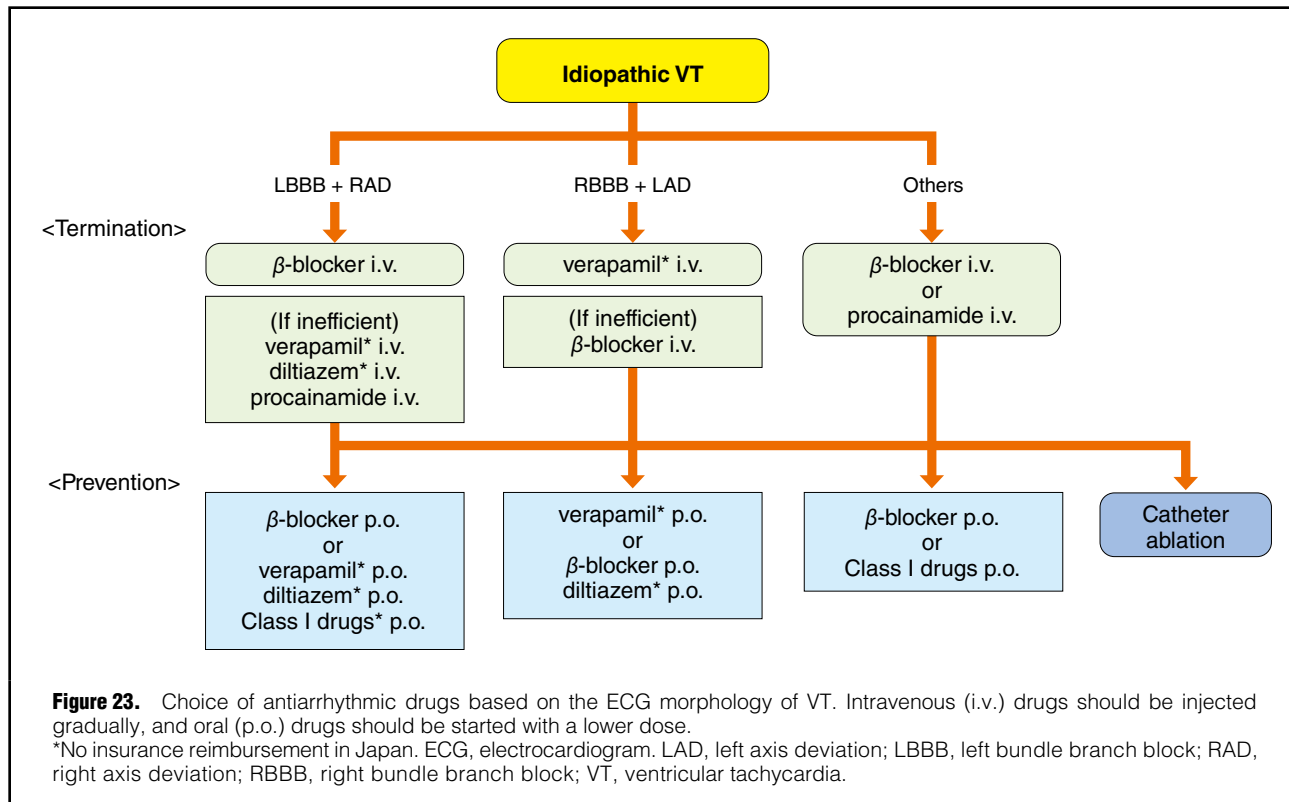 Idiopathic VT
LBBB + RAD
RBBB + LAD
Others
<Termination>
β-blocker i.v.
(If inefficient)
verapamil* i.v.
diltiazem* i.v.
procainamide i.v.
verapamil* i.v.
(If inefficient)
β-blocker i.v.
β-blocker i.v.
or
procainamide i.v.
<Prevention>
β-blocker p.o.
or
verapamil* p.o.
diltiazem* p.o.
Class I drugs* p.o.
verapamil* p.o.
or
β-blocker p.o.
diltiazem* p.o.
β-blocker p.o.
or
Class I drugs p.o.
Catheter
ablation
Figure 23. Choice of antiarrhythmic drugs based on the ECG morphology of VT. Intravenous (i.v.) drugs should be injected
gradually, and oral (p.o.) drugs should be started with a lower dose.
*No insurance reimbursement in Japan. ECG, electrocardiogram. LAD, left axis deviation; LBBB, left bundle branch block; RAD,
right axis deviation; RBBB, right bundle branch block; VT, ventricular tachycardia.